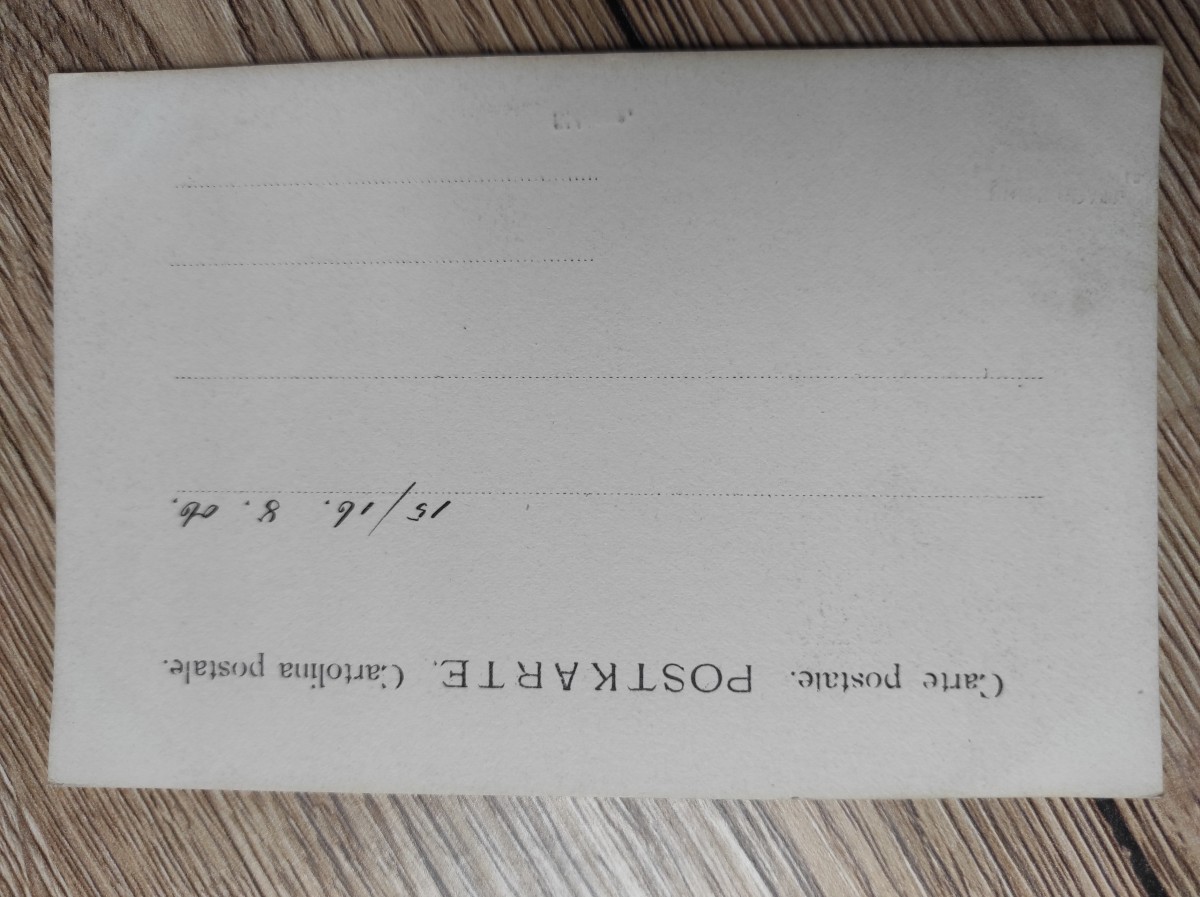 Carte postale. POSTKARTE. Cartolina postale.
15/16. 8. 06.